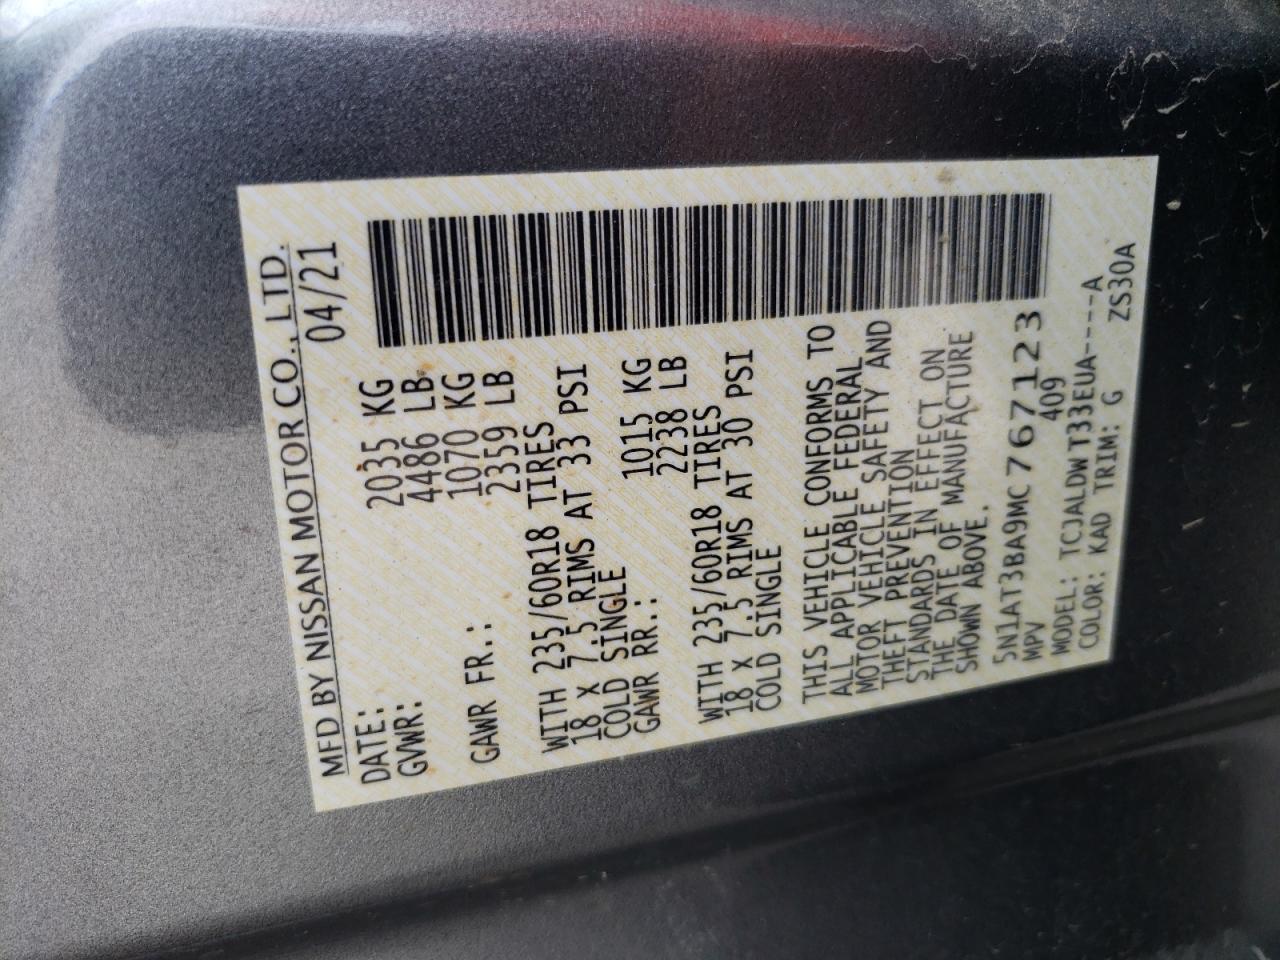 MFD BY NISSAN MOTOR CO., LTD.
DATE: 04/21
GVWR: 2035 KG
4486 LB
GAWR FR.: 1070 KG
2359 LB
WITH 235/60R18 TIRES
18 X 7.5 RIMS AT 33 PSI
COLD SINGLE
GAWR RR.: 1015 KG
2238 LB
WITH 235/60R18 TIRES
18 X 7.5 RIMS AT 30 PSI
COLD SINGLE
THIS VEHICLE CONFORMS TO
ALL APPLICABLE FEDERAL
MOTOR VEHICLE SAFETY AND
THEFT PREVENTION
STANDARDS IN EFFECT ON
THE DATE OF MANUFACTURE
SHOWN ABOVE.
5N1AT3BA9MC767123
MPV 409
MODEL: TCJALDWT33EUA----A
COLOR: KAD TRIM: G ZS30A